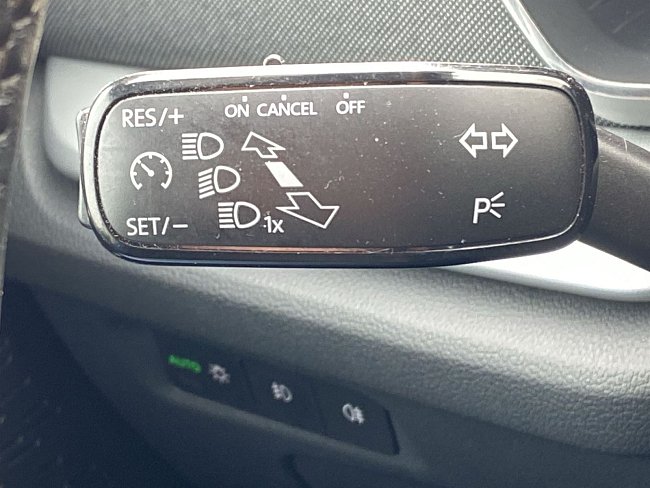 RES/+ ON CANCEL OFF
1x
SET/-
P
AUTO